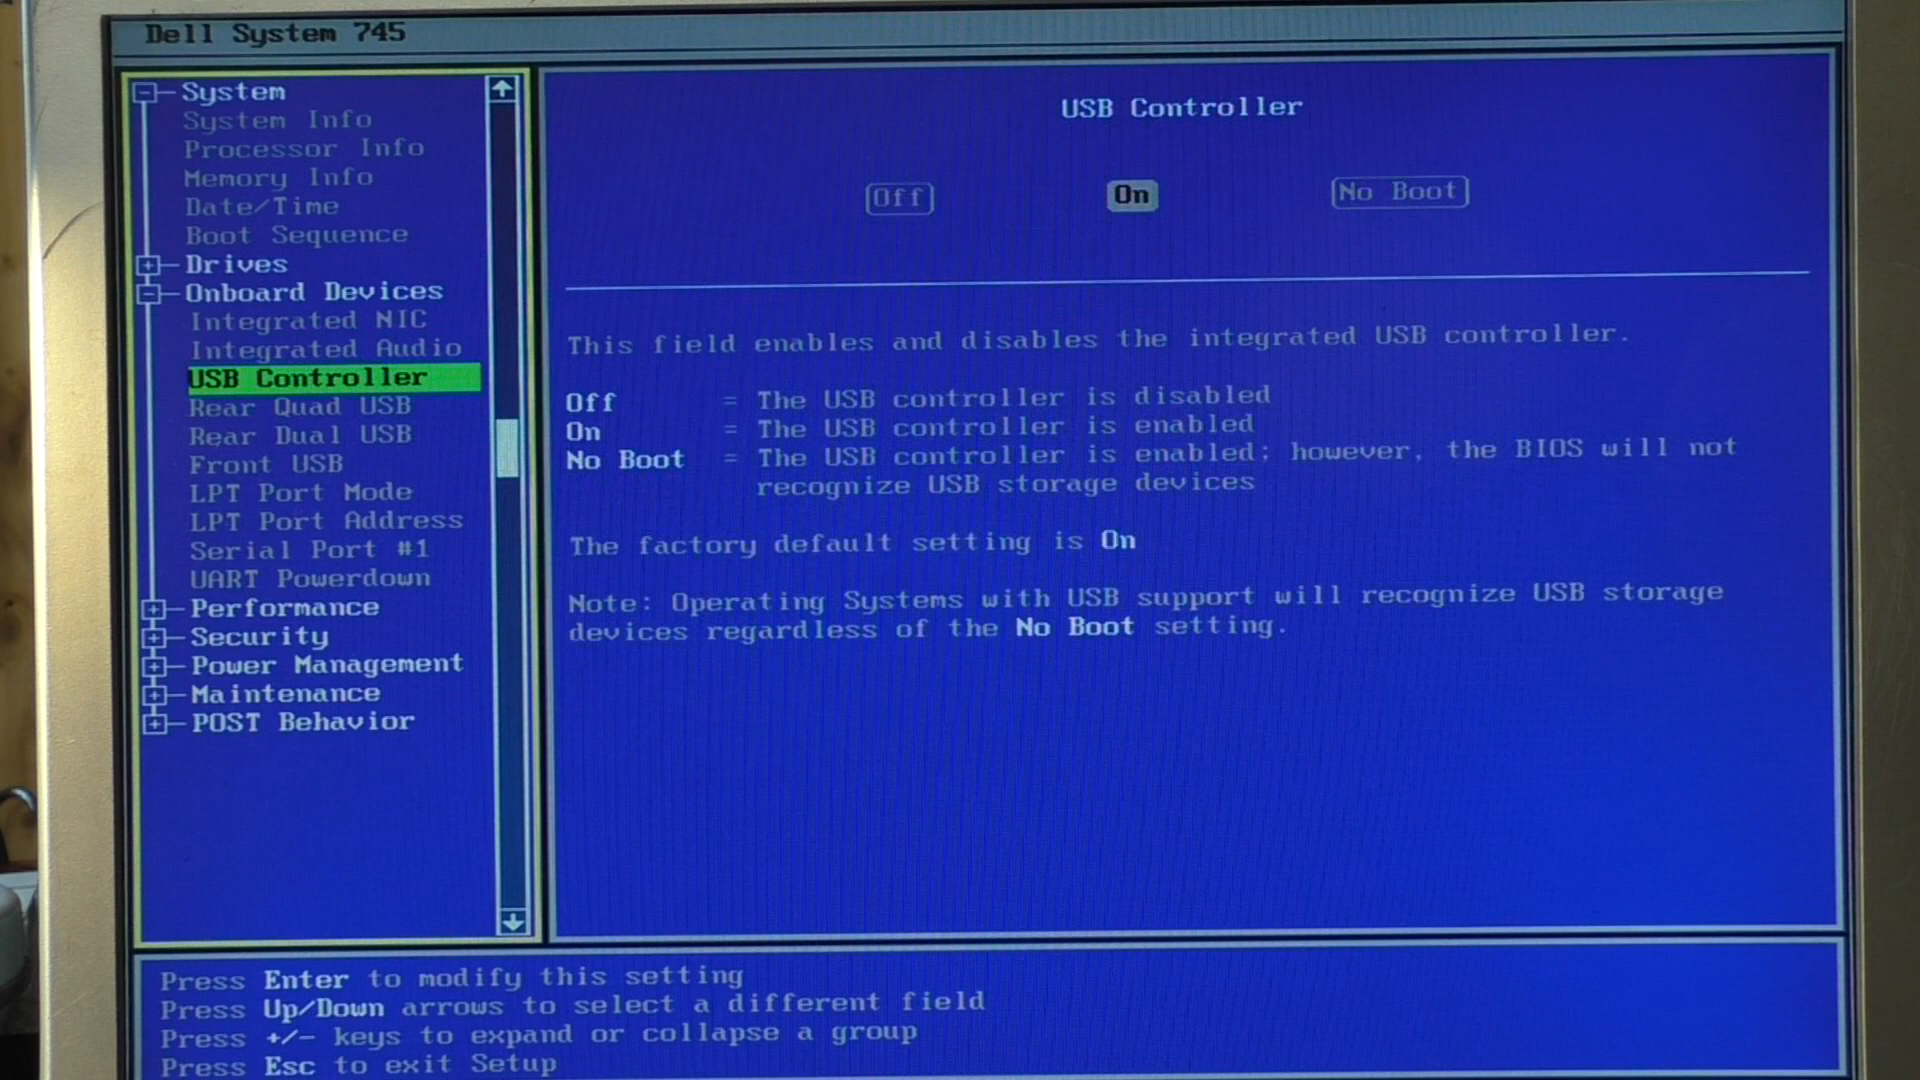 Dell System 745
System
System Info
Processor Info
Memory Info
Date/Time
Boot Sequence
Drives
Onboard Devices
Integrated NIC
Integrated Audio
USB Controller
Rear Quad USB
Rear Dual USB
Front USB
LPT Port Mode
LPT Port Address
Serial Port #1
UART Powerdown
Performance
Security
Power Management
Maintenance
POST Behavior
USB Controller
Off On No Boot
This field enables and disables the integrated USB controller.
Off = The USB controller is disabled
On = The USB controller is enabled
No Boot = The USB controller is enabled; however, the BIOS will not
recognize USB storage devices
The factory default setting is On
Note: Operating Systems with USB support will recognize USB storage
devices regardless of the No Boot setting.
Press Enter to modify this setting
Press Up/Down arrows to select a different field
Press +/- keys to expand or collapse a group
Press Esc to exit Setup